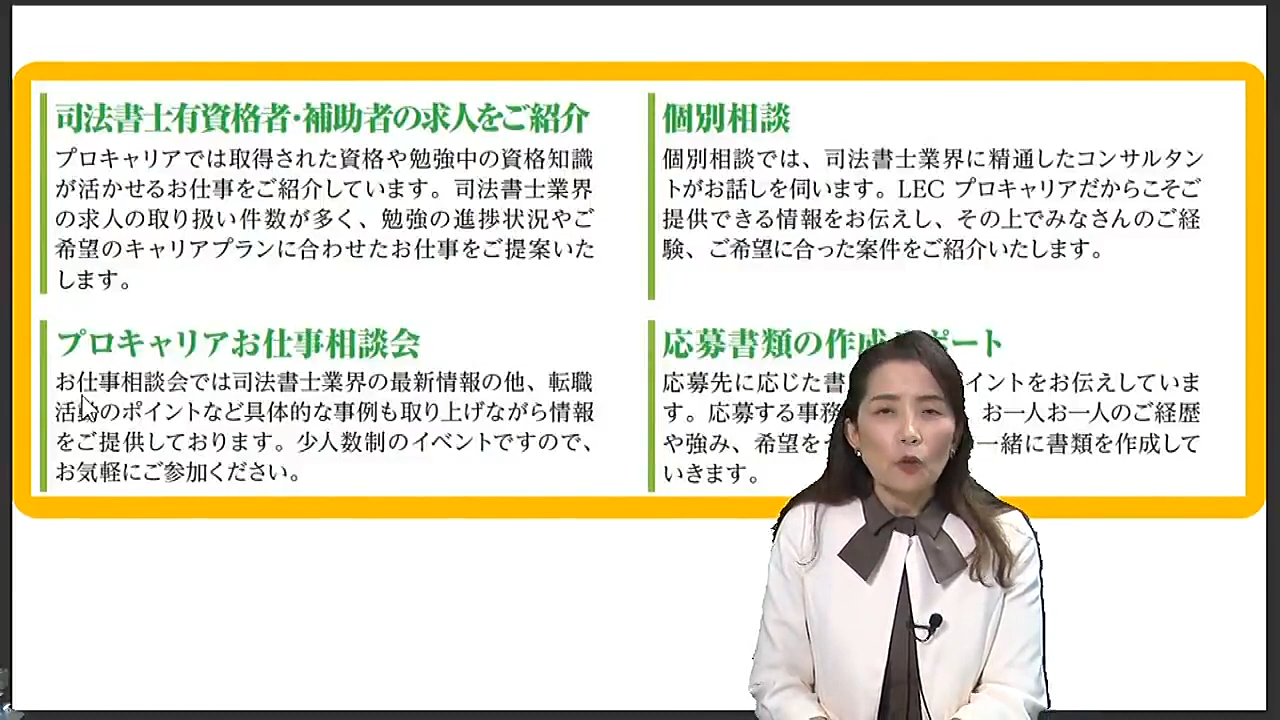 司法書士有資格者・補助者の求人をご紹介
プロキャリアでは取得された資格や勉強中の資格知識
が活かせるお仕事をご紹介しています。司法書士業界
の求人の取り扱い件数が多く、勉強の進捗状況やご
希望のキャリアプランに合わせたお仕事をご提案いた
します。
個別相談
個別相談では、司法書士業界に精通したコンサルタン
トがお話しを伺います。LEC プロキャリアだからこそご
提供できる情報をお伝えし、その上でみなさんのご経
験、ご希望に合った案件をご紹介いたします。
プロキャリアお仕事相談会
お仕事相談会では司法書士業界の最新情報の他、転職
活動のポイントなど具体的な事例も取り上げながら情報
をご提供しております。少人数制のイベントですので、
お気軽にご参加ください。
応募書類の作成サポート
応募先に応じた書 イントをお伝えしていま
す。応募する事務 お一人お一人のご経歴
や強み、希望を 一緒に書類を作成して
いきます。